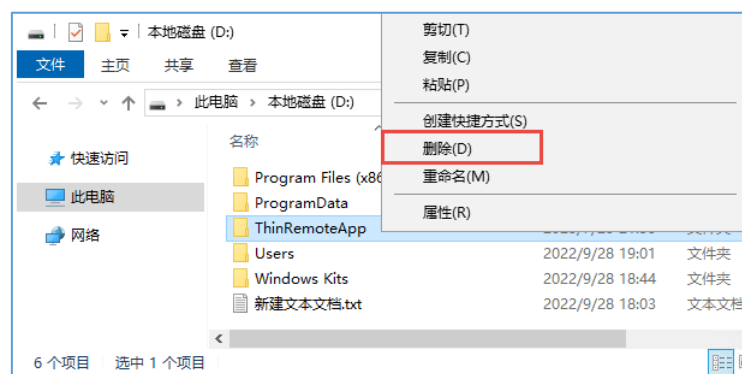 本地磁盘 (D:)
文件 主页 共享 查看
此电脑 › 本地磁盘 (D:)
剪切(T)
复制(C)
粘贴(P)
创建快捷方式(S)
删除(D)
重命名(M)
属性(R)
快速访问
此电脑
网络
名称
Program Files (x86
ProgramData
ThinRemoteApp
Users 2022/9/28 19:01 文件夹
Windows Kits 2022/9/28 18:44 文件夹
新建文本文档.txt 2022/9/28 18:03 文本文档
6 个项目 选中 1 个项目